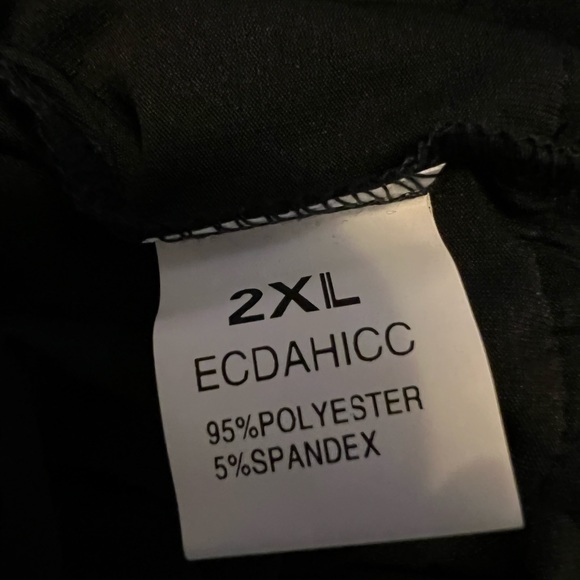 2XL
ECDAHICC
95%POLYESTER
5%SPANDEX